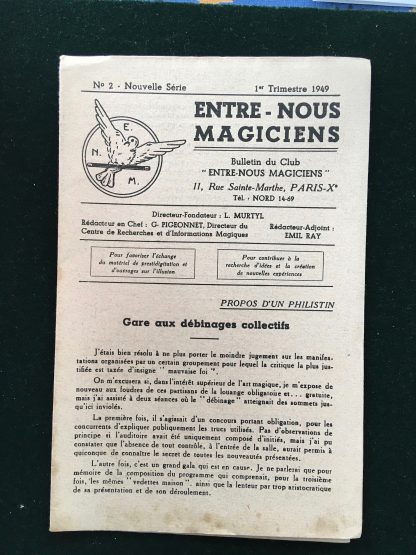 Nº 2 - Nouvelle Série
1er Trimestre 1949
E.
N.
M.
ENTRE - NOUS
MAGICIENS
Bulletin du Club
"ENTRE-NOUS MAGICIENS"
11, Rue Sainte-Marthe, PARIS-Xe
Tél. : NORD 14-69
Directeur-Fondateur : L. MURTYL
Rédacteur en Chef : G. PIGEONNET, Directeur du
Centre de Recherches et d'Informations Magiques
Rédacteur-Adjoint :
EMIL RAY
Pour favoriser l'échange
du matériel de prestidigitation et
d'ouvrages sur l'illusion
Pour contribuer à la
recherche d'idées et la création
de nouvelles expériences
PROPOS D'UN PHILISTIN
Gare aux débinages collectifs
J'étais bien résolu à ne plus porter le moindre jugement sur les manifes-
tations organisées par un certain groupement pour lequel la critique la plus jus-
tifiée est taxée d'insigne " mauvaise foi ".
On m'excusera si, dans l'intérêt supérieur de l'art magique, je m'expose de
nouveau aux foudres de ces partisans de la louange obligatoire et... gratuite,
mais j'ai assisté à deux séances où le " débinage " atteignait des sommets jus-
qu'ici inviolés.
La première fois, il s'agissait d'un concours portant obligation, pour les
concurrents d'expliquer publiquement les trucs utilisés. Pas d'observations de
principe si l'auditoire avait été uniquement composé d'initiés, mais j'ai pu
constater que l'absence de tout contrôle, à l'entrée de la salle, aurait permis à
quiconque de connaître le secret de toutes les nouveautés présentées.
L'autre fois, c'est un grand gala qui est en cause. Je ne parlerai que pour
mémoire de la composition du programme qui comprenait, pour la troisième
fois, les mêmes "vedettes maison", ainsi que la lenteur par trop aristocratique
de sa présentation et de son déroulement.